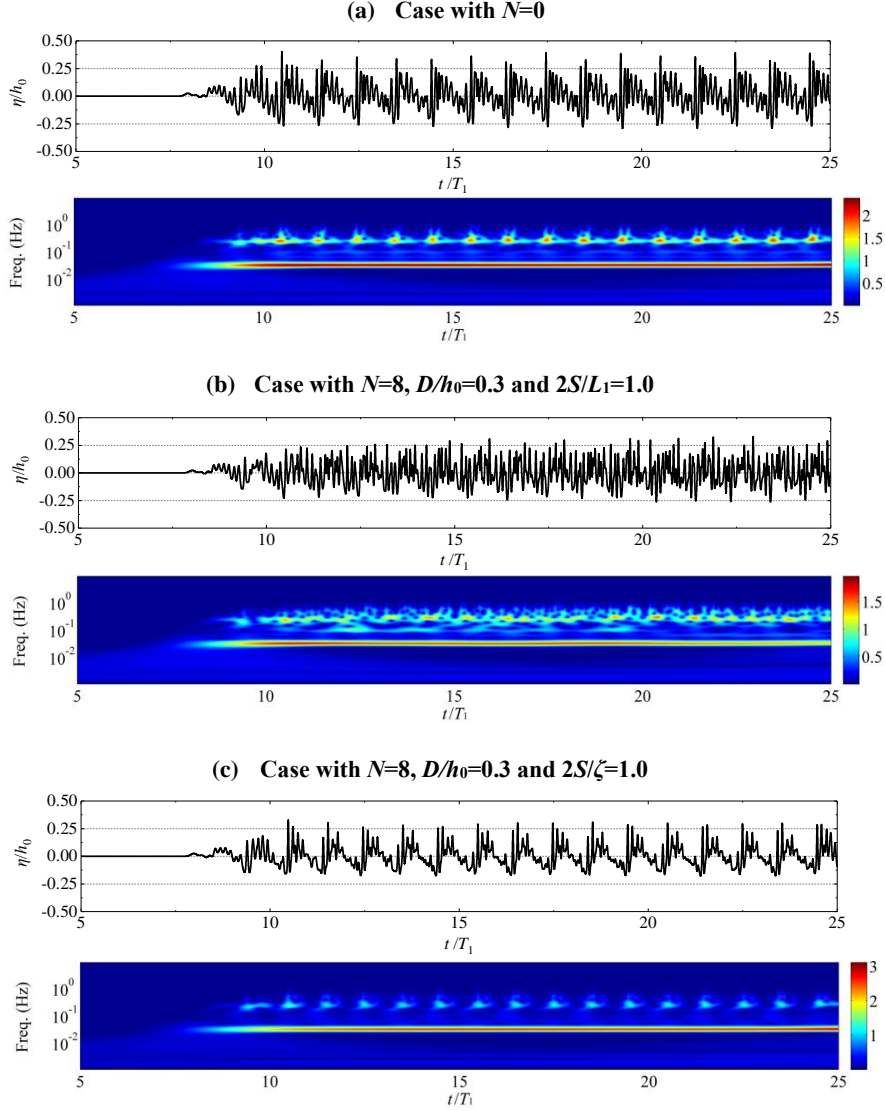 (a) Case with N=0
0.50
0.25
0.00
-0.25
-0.50
η/h₀
5 10 15 20 25
t/T₁
10⁰
10⁻¹
10⁻²
Freq. (Hz)
2
1.5
1
0.5
5 10 15 20 25
t/T₁
(b) Case with N=8, D/h₀=0.3 and 2S/L₁=1.0
0.50
0.25
0.00
-0.25
-0.50
η/h₀
5 10 15 20 25
t/T₁
10⁰
10⁻¹
10⁻²
Freq. (Hz)
1.5
1
0.5
5 10 15 20 25
t/T₁
(c) Case with N=8, D/h₀=0.3 and 2S/ζ=1.0
0.50
0.25
0.00
-0.25
-0.50
η/h₀
5 10 15 20 25
t/T₁
10⁰
10⁻¹
10⁻²
Freq. (Hz)
3
2
1
5 10 15 20 25
t/T₁